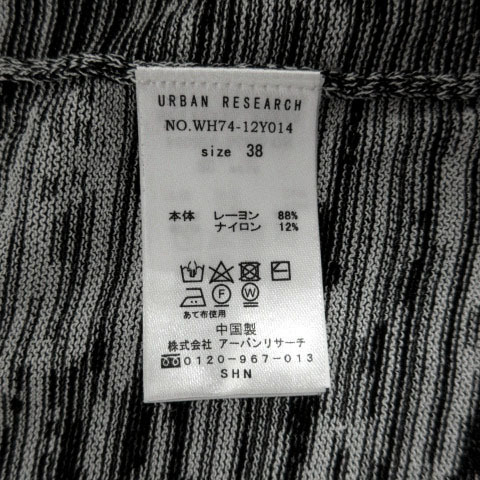 URBAN RESEARCH
NO.WH74-12Y014
size 38
本体 レーヨン 88%
ナイロン 12%
F W
あて布使用
中国製
株式会社 アーバンリサーチ
0120-967-013
SHN